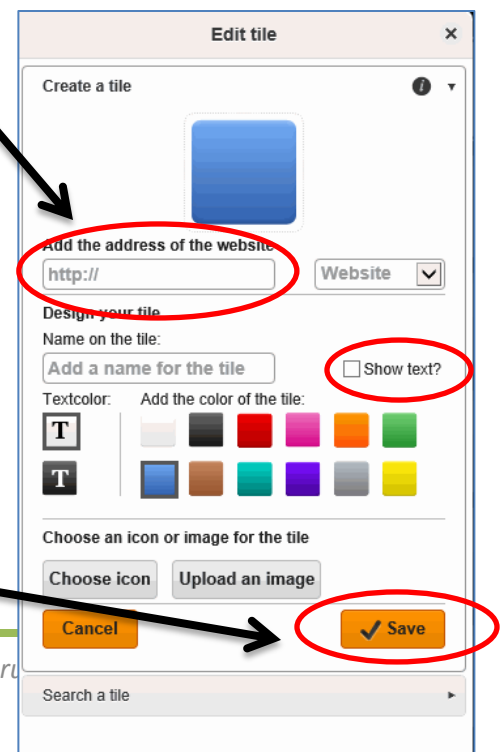 Edit tile ×
Create a tile
Add the address of the website
http:// Website
Design your tile
Name on the tile:
Add a name for the tile Show text?
Textcolor: Add the color of the tile:
T
T
Choose an icon or image for the tile
Choose icon Upload an image
Cancel Save
Search a tile